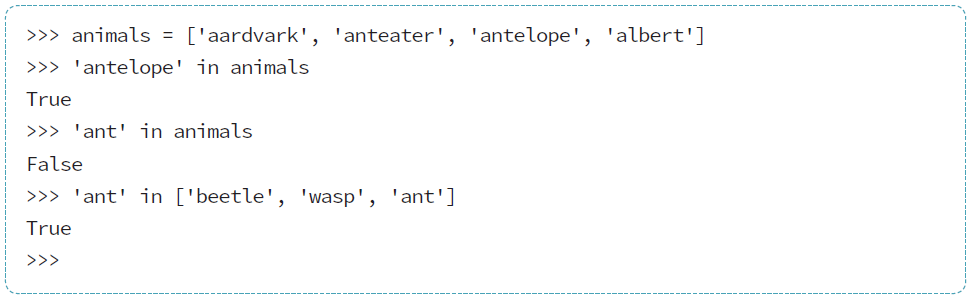 >>> animals = ['aardvark', 'anteater', 'antelope', 'albert']
>>> 'antelope' in animals
True
>>> 'ant' in animals
False
>>> 'ant' in ['beetle', 'wasp', 'ant']
True
>>>